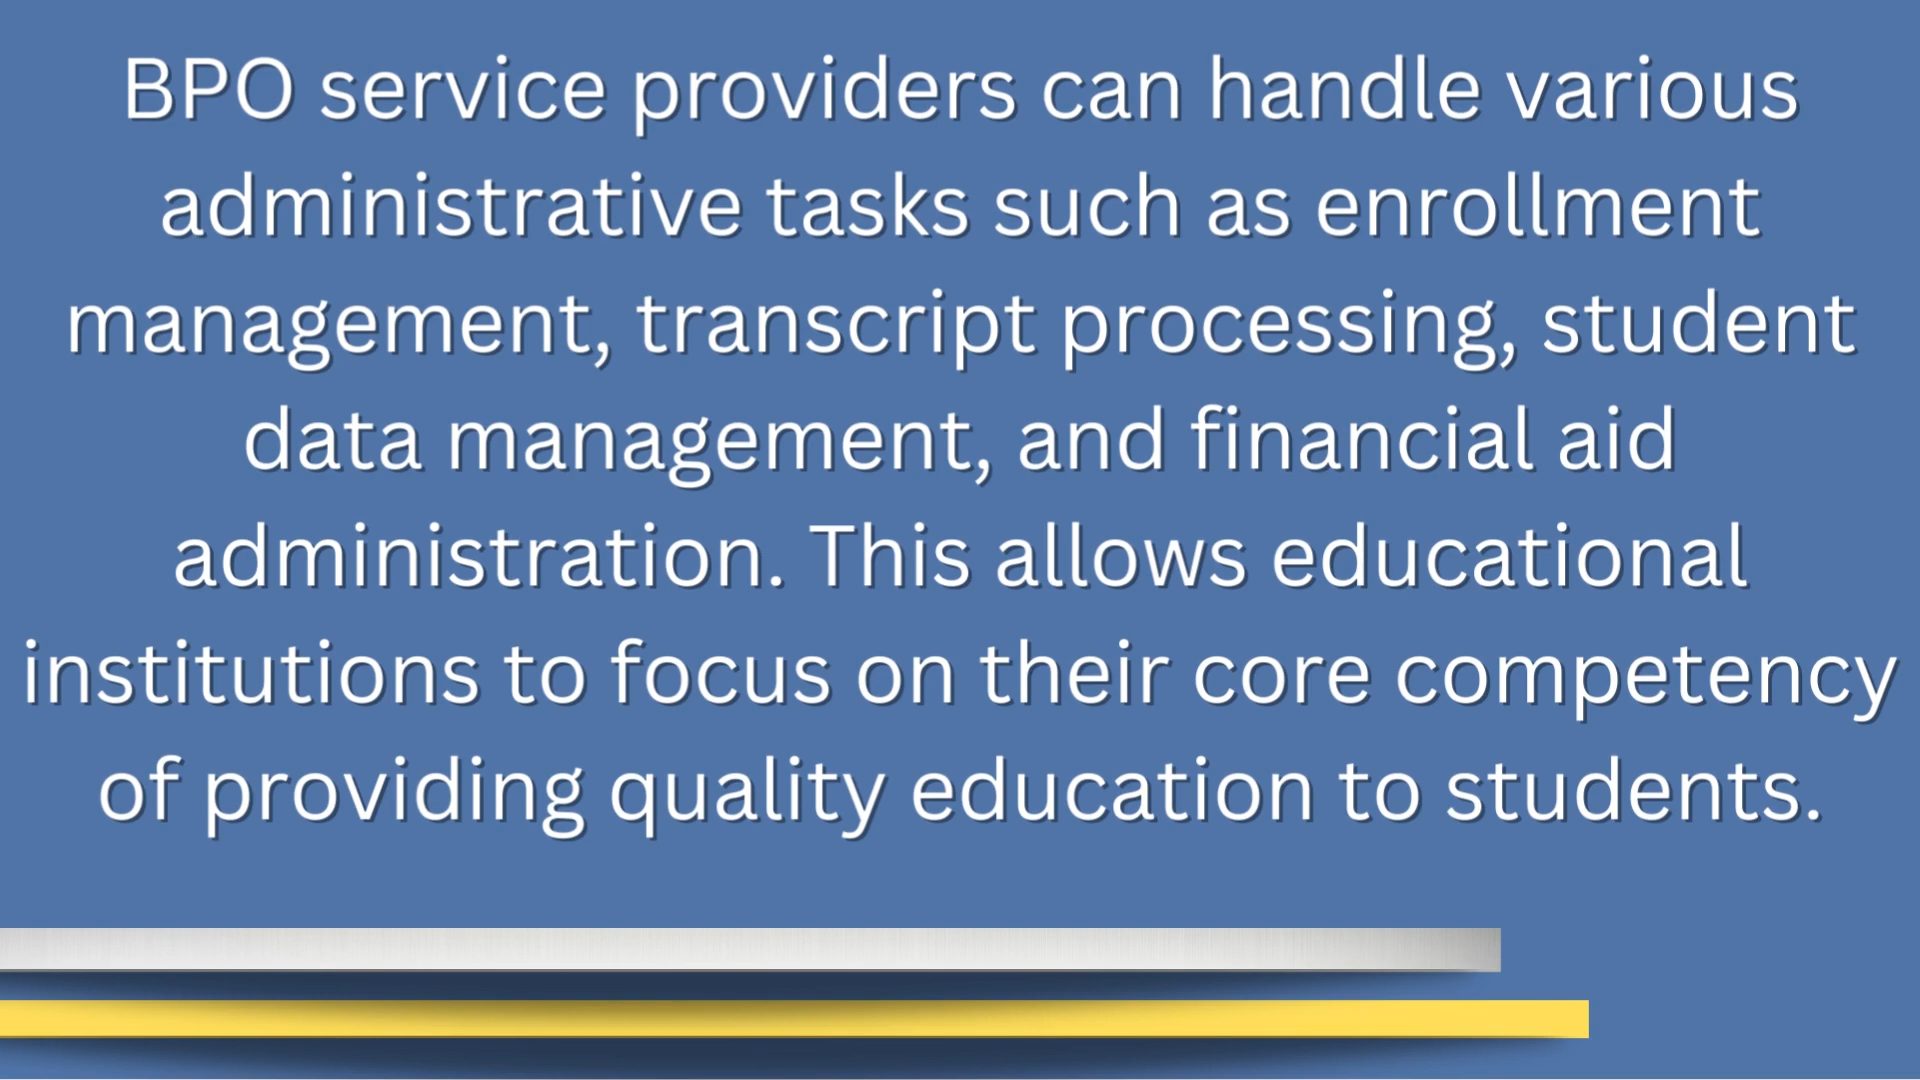 BPO service providers can handle various
administrative tasks such as enrollment
management, transcript processing, student
data management, and financial aid
administration. This allows educational
institutions to focus on their core competency
of providing quality education to students.